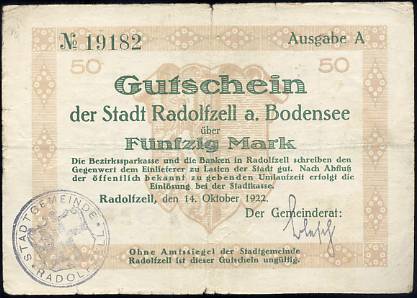 № 19182 Ausgabe A
50 50
Gutschein
der Stadt Radolfzell a. Bodensee
über
Fünfzig Mark
Die Bezirkssparkasse und die Banken in Radolfzell schreiben den
Gegenwert dem Einlieferer zu Lasten der Stadt gut. Nach Abfluß
der öffentlich bekannt zu gebenden Umlaufzeit erfolgt die
Einlösung bei der Stadtkasse.
Radolfzell, den 14. Oktober 1922.
Der Gemeinderat:
STADTGEMEINDE RADOLFZELL
Ohne Amtssiegel der Stadtgemeinde
Radolfzell ist dieser Gutschein ungültig.